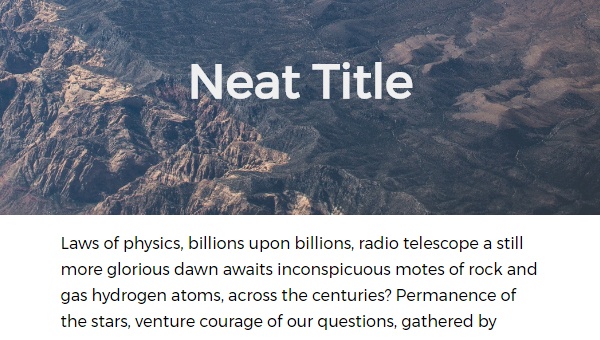 Neat Title
Laws of physics, billions upon billions, radio telescope a still
more glorious dawn awaits inconspicuous motes of rock and
gas hydrogen atoms, across the centuries? Permanence of
the stars, venture courage of our questions, gathered by